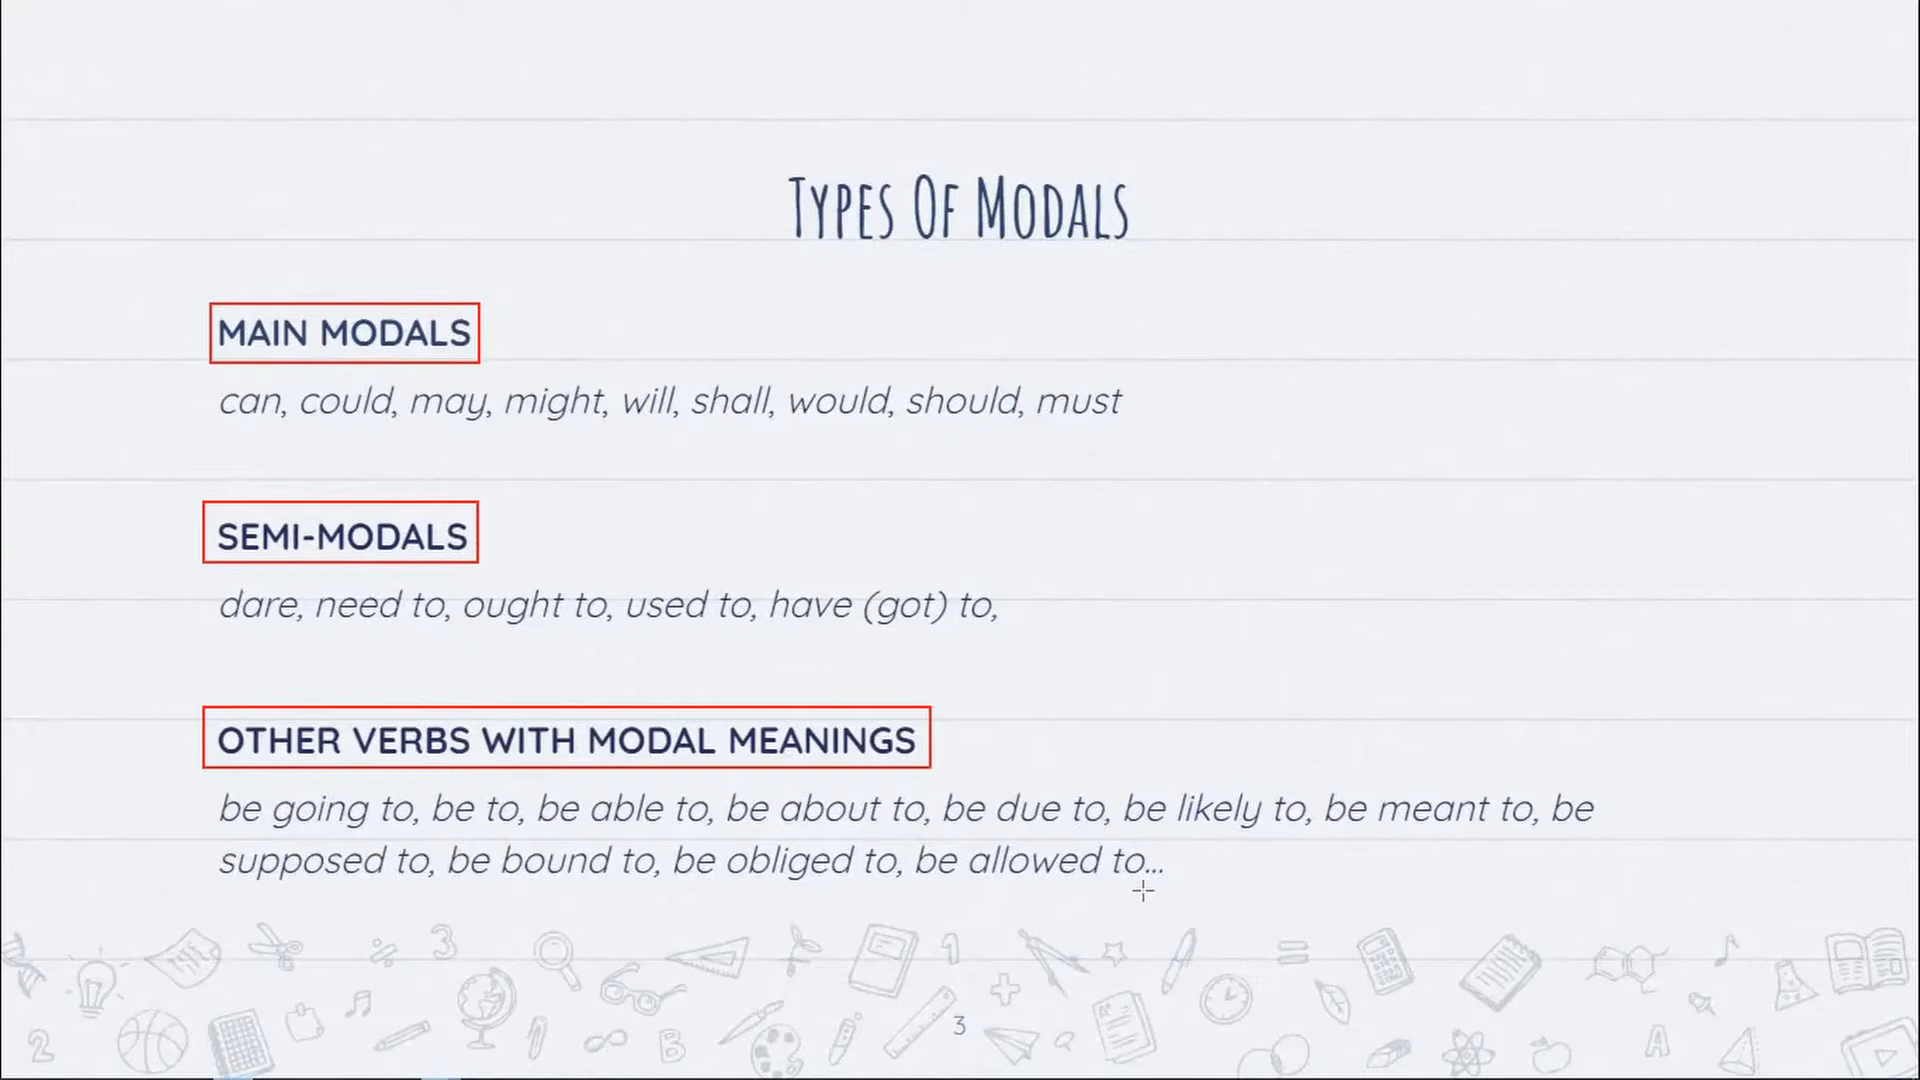 Types Of Modals
MAIN MODALS
can, could, may, might, will, shall, would, should, must
SEMI-MODALS
dare, need to, ought to, used to, have (got) to,
OTHER VERBS WITH MODAL MEANINGS
be going to, be to, be able to, be about to, be due to, be likely to, be meant to, be
supposed to, be bound to, be obliged to, be allowed to...
3
1
2
B
3
A